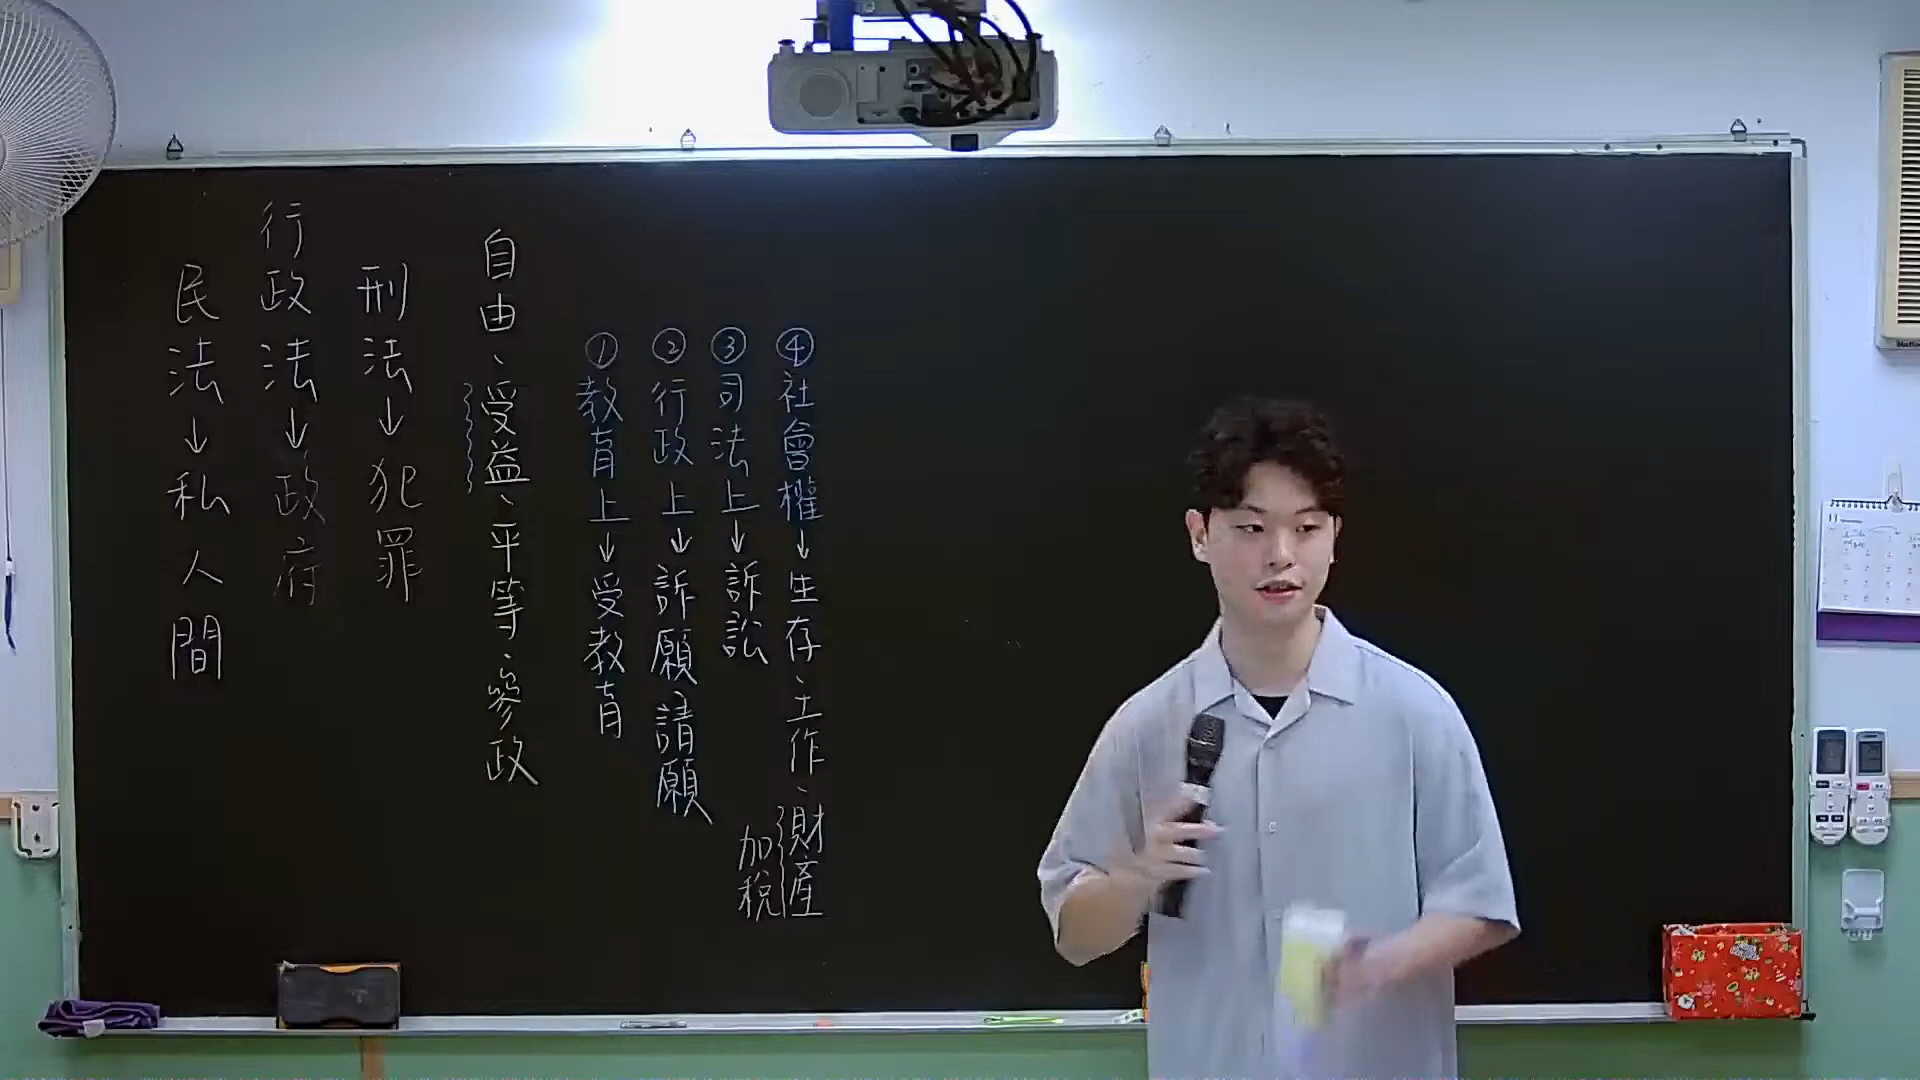 民法→私人間
行政法→政府
刑法→犯罪
自由、受益、平等、參政
①教育上→受教育
②行政上→訴願、請願
③司法上→訴訟
④社會權→生存、工作、財產
加稅